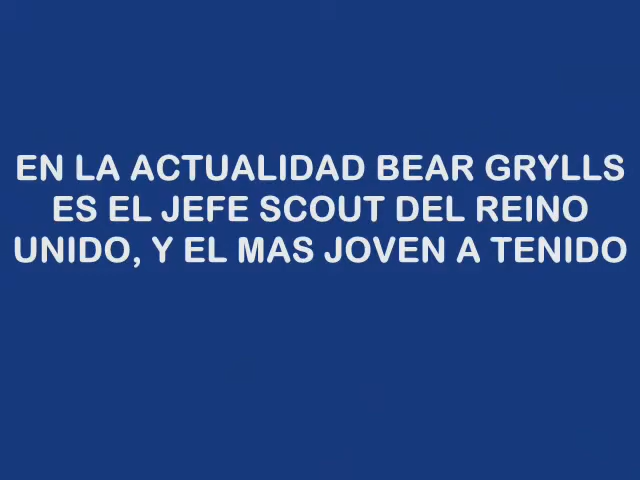 EN LA ACTUALIDAD BEAR GRYLLS
ES EL JEFE SCOUT DEL REINO
UNIDO, Y EL MAS JOVEN A TENIDO